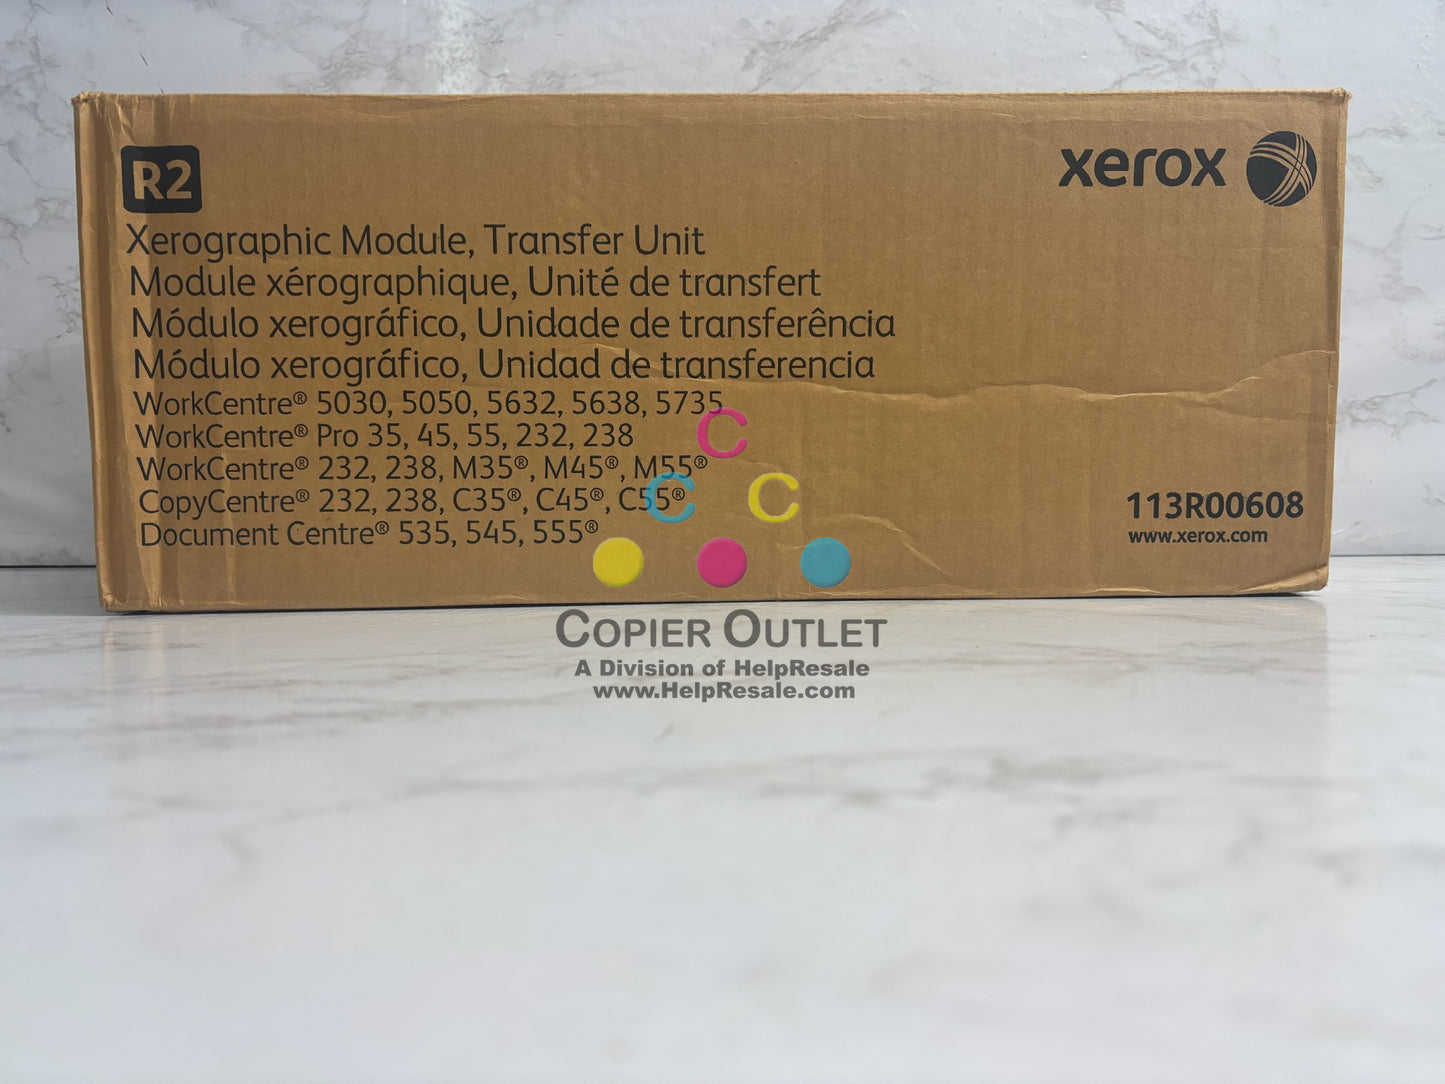 R2
xerox
Xerographic Module, Transfer Unit
Module xérographique, Unité de transfert
Módulo xerográfico, Unidade de transferência
Módulo xerográfico, Unidad de transferencia
WorkCentre® 5030, 5050, 5632, 5638, 5735
WorkCentre® Pro 35, 45, 55, 232, 238
WorkCentre® 232, 238, M35®, M45®, M55®
CopyCentre® 232, 238, C35®, C45®, C55®
Document Centre® 535, 545, 555®
113R00608
www.xerox.com
C
C C
COPIER OUTLET
A Division of HelpResale
www.HelpResale.com